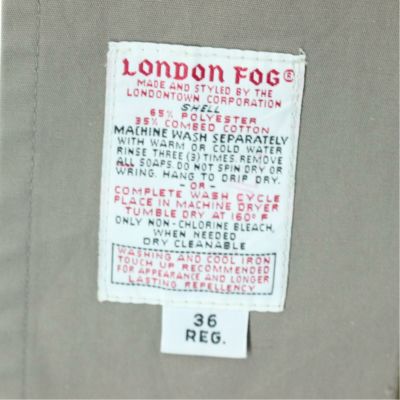 LONDON FOG®
MADE AND STYLED BY THE
LONDONTOWN CORPORATION
SHELL
65% POLYESTER
35% COMBED COTTON
MACHINE WASH SEPARATELY
WITH WARM OR COLD WATER
RINSE THREE (3) TIMES. REMOVE
ALL SOAPS. DO NOT SPIN DRY OR
WRING. HANG TO DRIP DRY.
- OR -
COMPLETE WASH CYCLE
PLACE IN MACHINE DRYER
TUMBLE DRY AT 160° F
ONLY NON-CHLORINE BLEACH,
WHEN NEEDED
DRY CLEANABLE
WASHING AND COOL IRON
TOUCH UP RECOMMENDED
FOR APPEARANCE AND LONGER
LASTING REPELLENCY
36
REG.